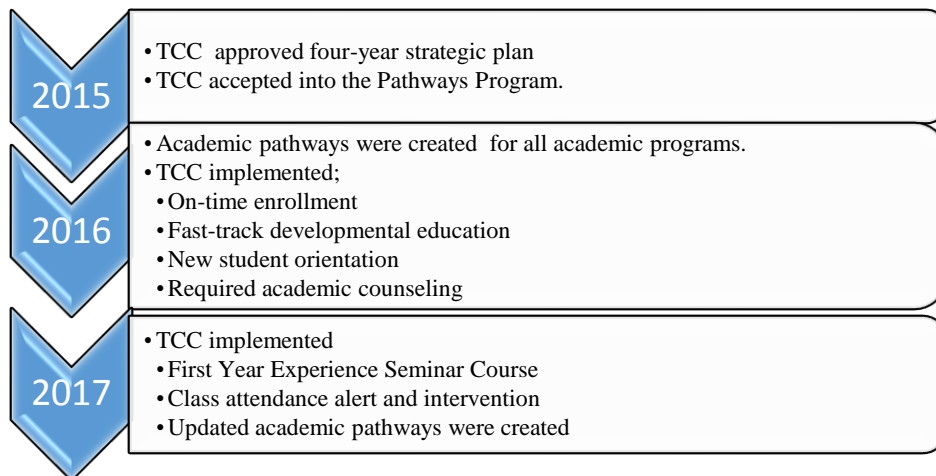 2015
• TCC approved four-year strategic plan
• TCC accepted into the Pathways Program.
2016
• Academic pathways were created for all academic programs.
• TCC implemented;
• On-time enrollment
• Fast-track developmental education
• New student orientation
• Required academic counseling
2017
• TCC implemented
• First Year Experience Seminar Course
• Class attendance alert and intervention
• Updated academic pathways were created